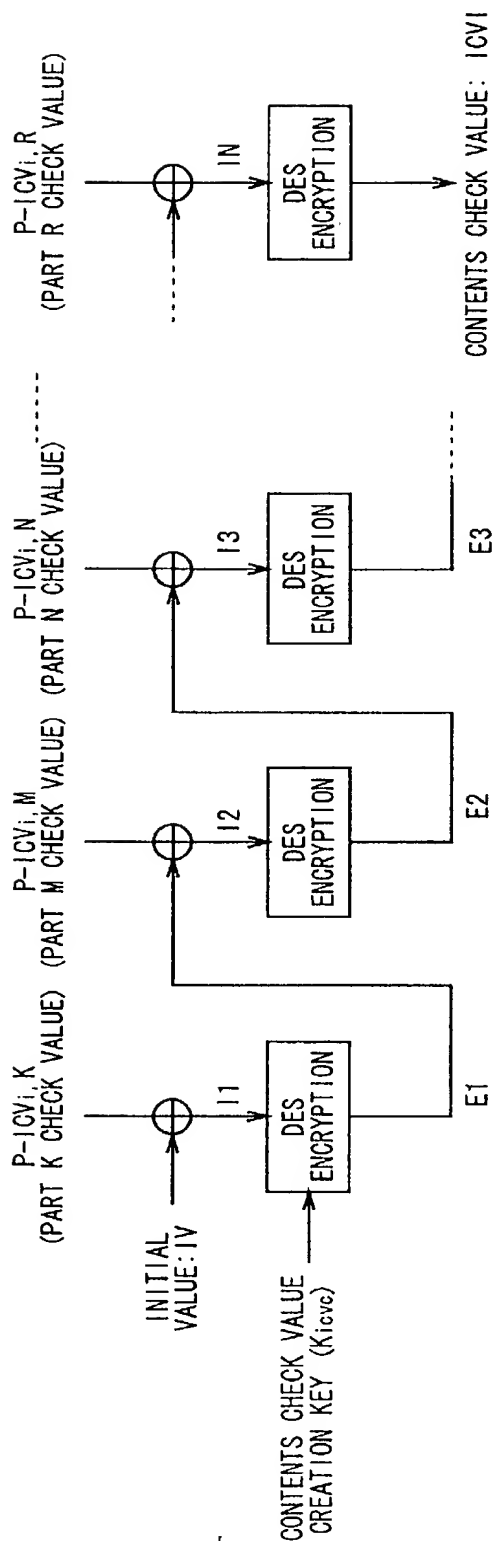 P-ICVi,K
(PART K CHECK VALUE)
P-ICVi,M
(PART M CHECK VALUE)
P-ICVi,N
(PART N CHECK VALUE)
P-ICVi,R
(PART R CHECK VALUE)
INITIAL
VALUE:IV
I1
I2
I3
IN
CONTENTS CHECK VALUE
CREATION KEY (Kicvc)
DES
ENCRYPTION
DES
ENCRYPTION
DES
ENCRYPTION
DES
ENCRYPTION
E1
E2
E3
CONTENTS CHECK VALUE: ICVi